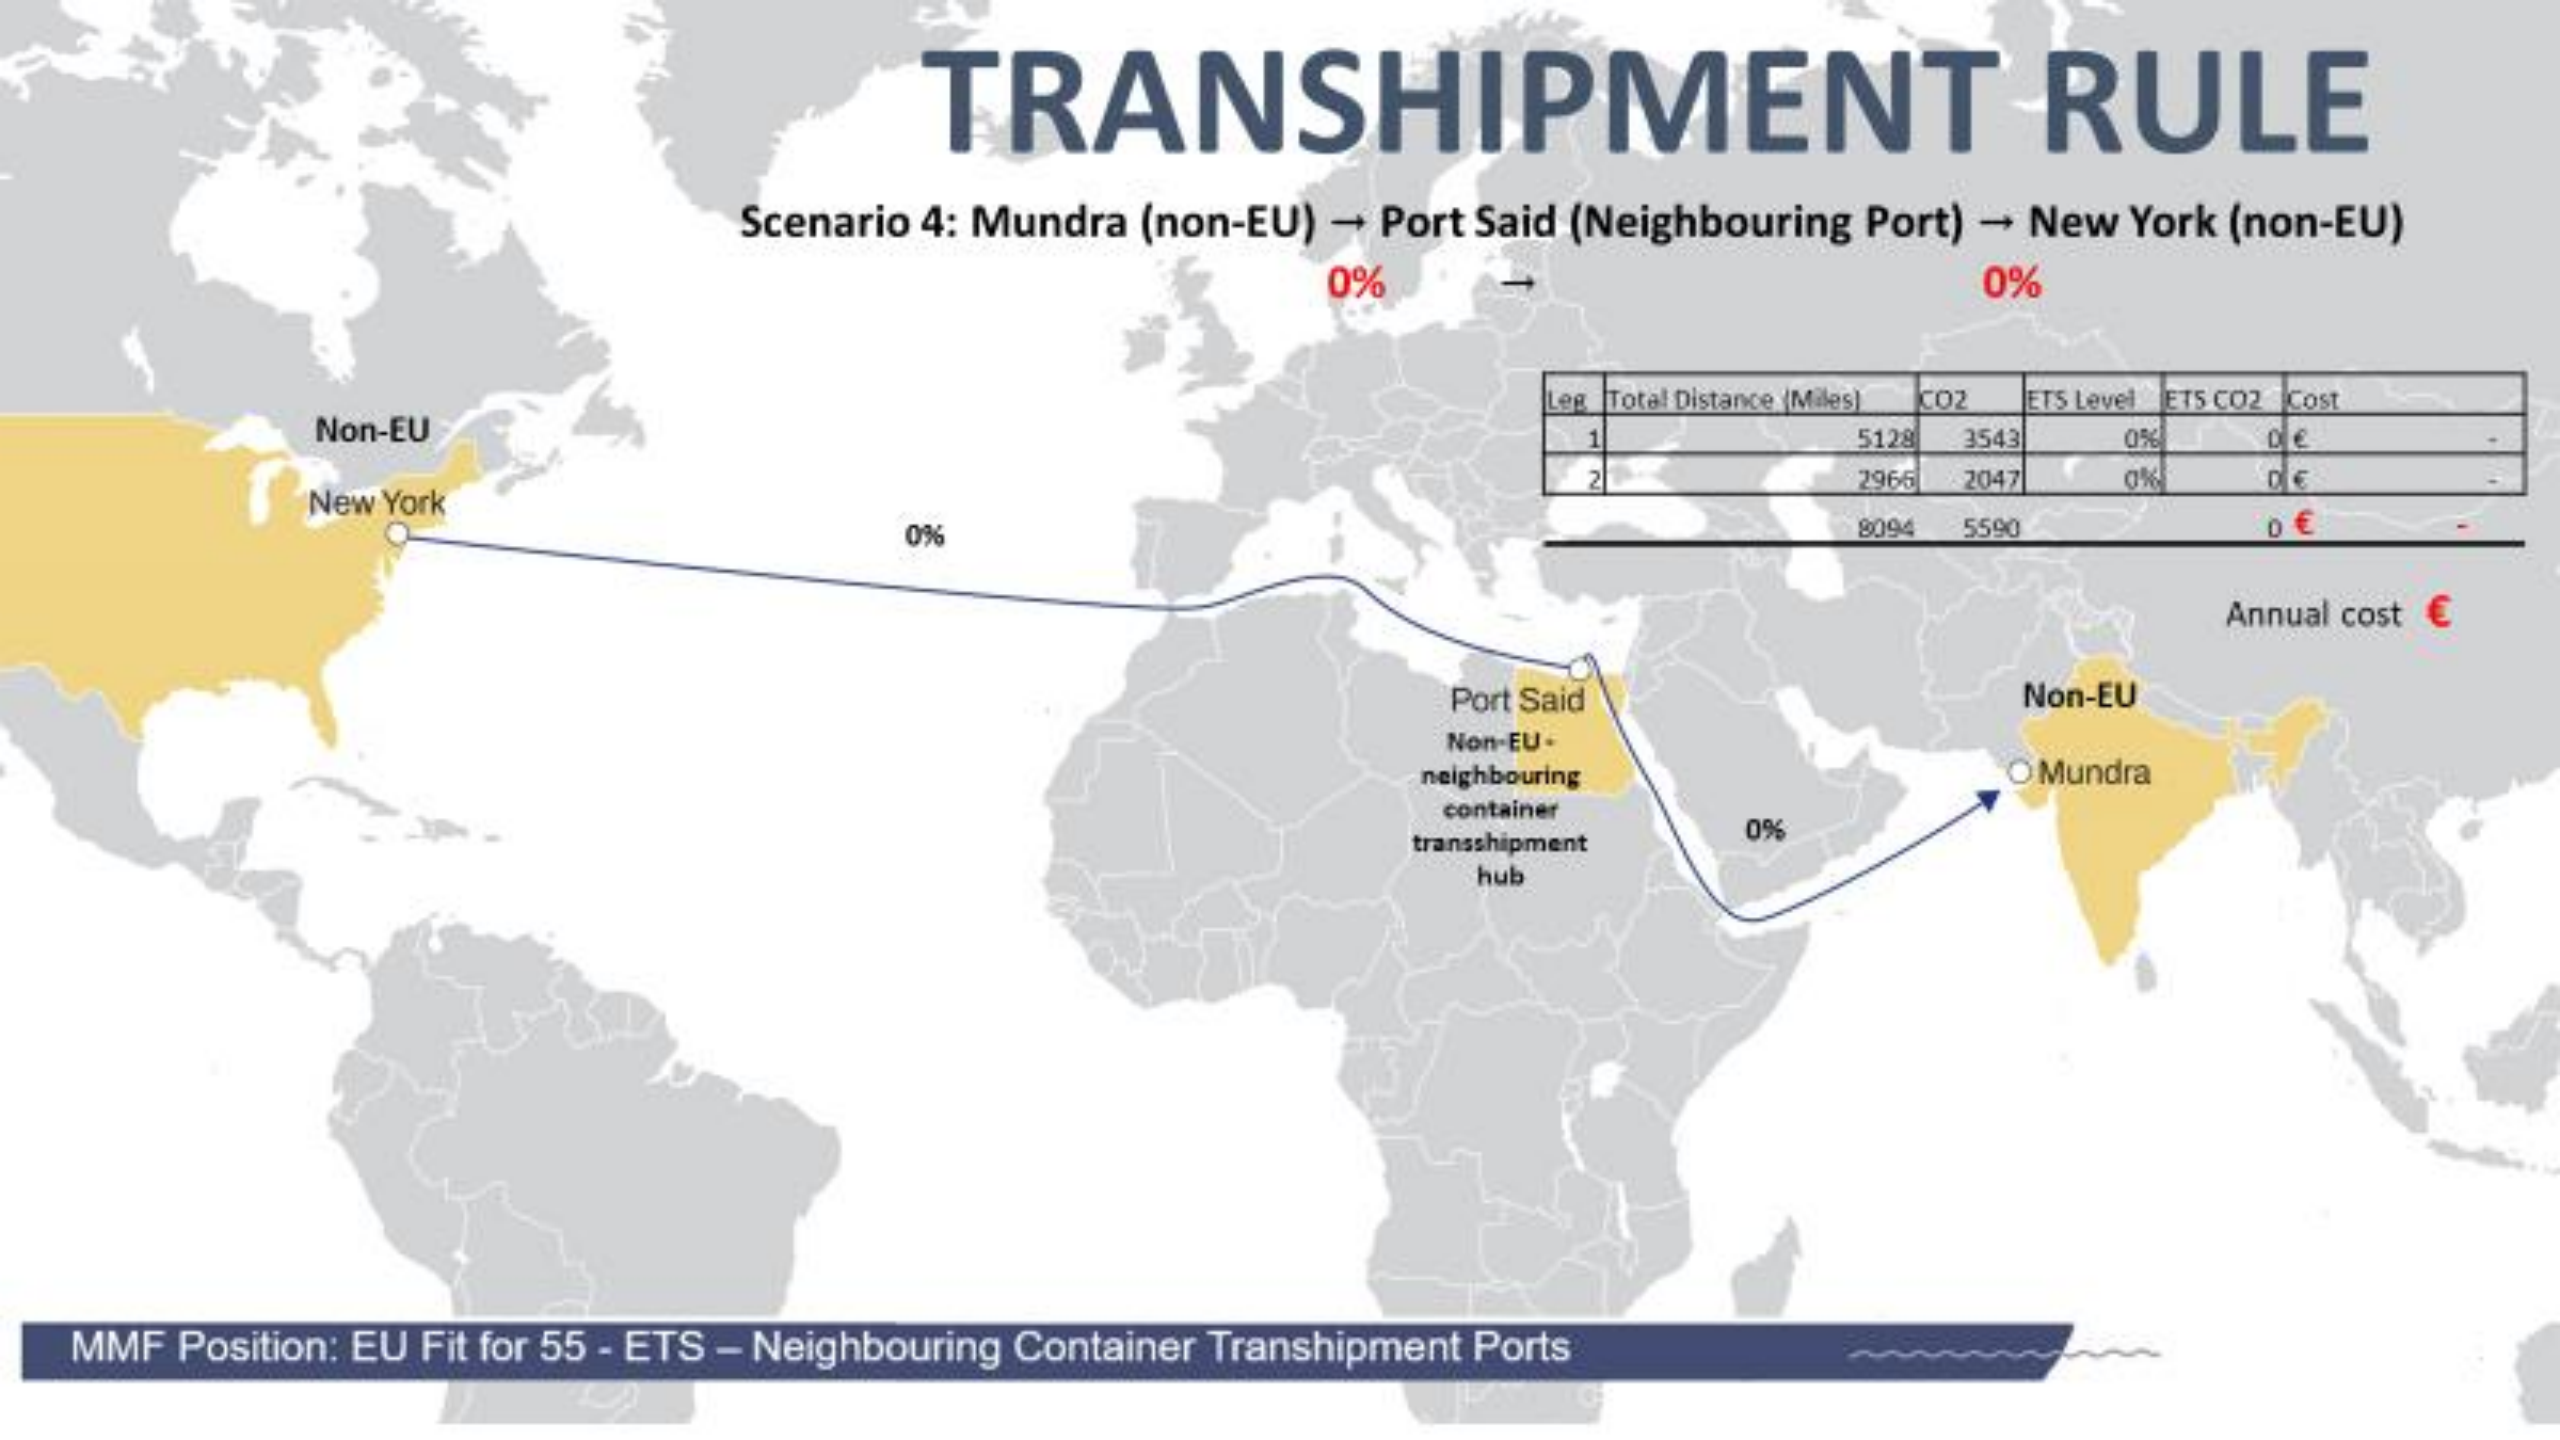 TRANSHIPMENT RULE
Scenario 4: Mundra (non-EU) → Port Said (Neighbouring Port) → New York (non-EU)
0% → 0%
Leg Total Distance (Miles) CO2 ETS Level ETS CO2 Cost
1 5128 3543 0% 0 € -
2 2966 2047 0% 0 € -
8094 5590 0 € -
Annual cost €
Non-EU
New York
0%
Port Said
Non-EU -
neighbouring
container
transshipment
hub
0%
Non-EU
Mundra
MMF Position: EU Fit for 55 - ETS – Neighbouring Container Transhipment Ports